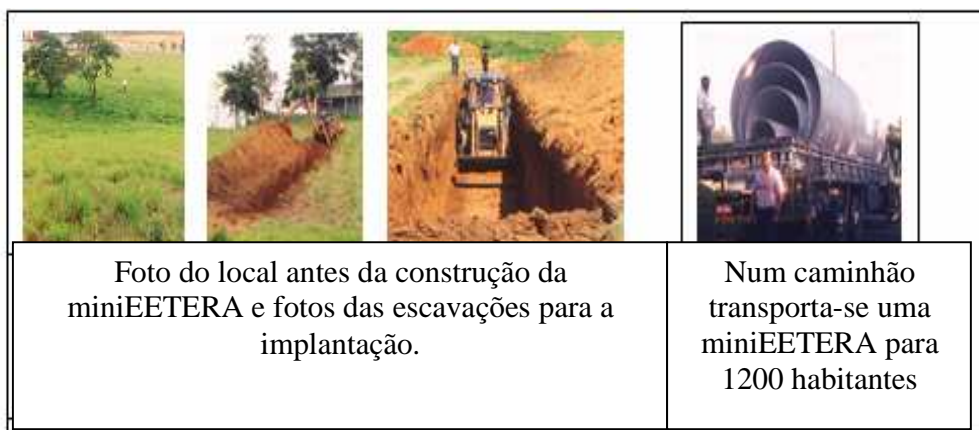 Foto do local antes da construção da
miniEETERA e fotos das escavações para a
implantação.
Num caminhão
transporta-se uma
miniEETERA para
1200 habitantes